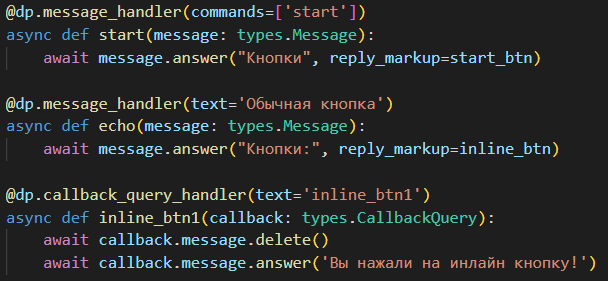 @dp.message_handler(commands=['start'])
async def start(message: types.Message):
    await message.answer("Кнопки", reply_markup=start_btn)
@dp.message_handler(text='Обычная кнопка')
async def echo(message: types.Message):
    await message.answer("Кнопки:", reply_markup=inline_btn)
@dp.callback_query_handler(text='inline_btn1')
async def inline_btn1(callback: types.CallbackQuery):
    await callback.message.delete()
    await callback.message.answer('Вы нажали на инлайн кнопку!')